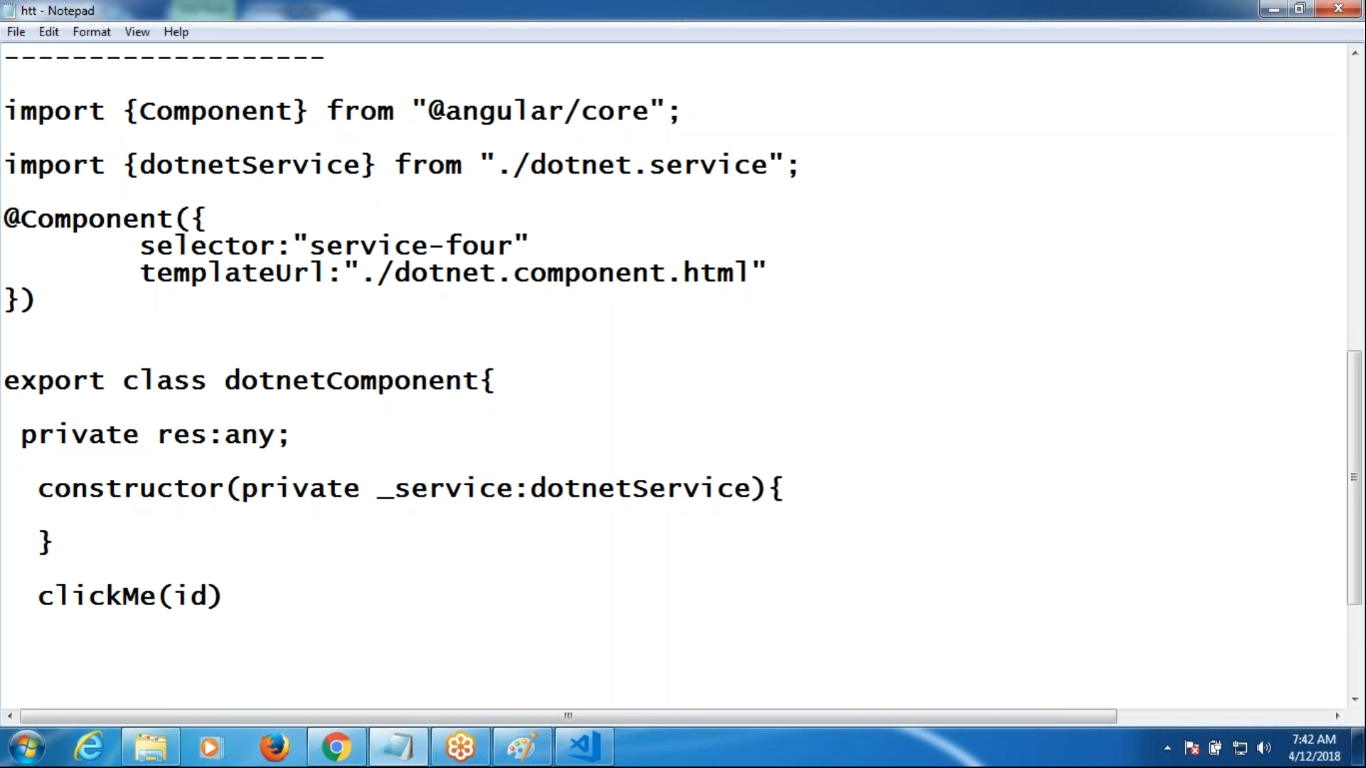 htt - Notepad
File Edit Format View Help
-------------------
import {Component} from "@angular/core";
import {dotnetService} from "./dotnet.service";
@Component({
selector:"service-four"
templateUrl:"./dotnet.component.html"
})
export class dotnetComponent{
private res:any;
constructor(private _service:dotnetService){
}
clickMe(id)
7:42 AM
4/12/2018